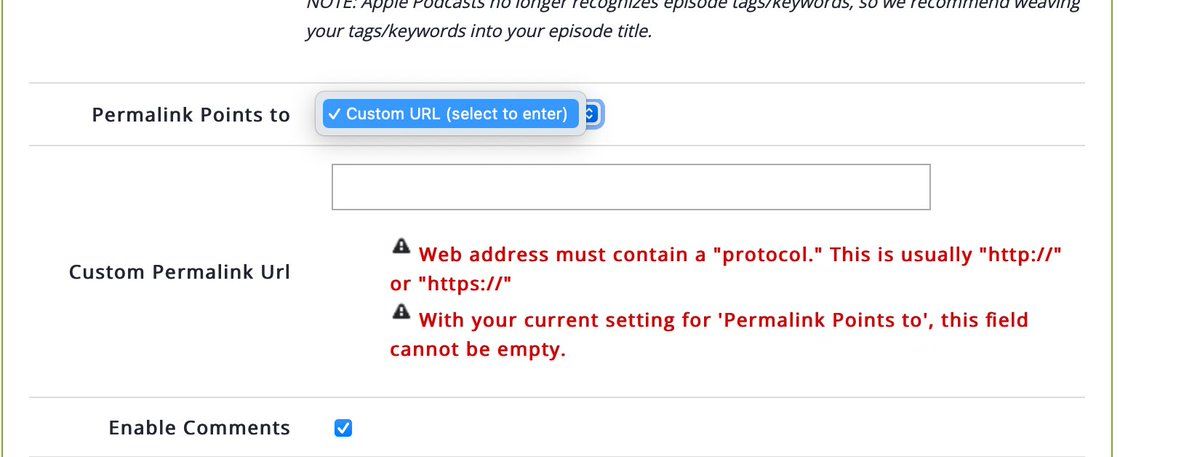 NOTE: Apple Podcasts no longer recognizes episode tags/keywords, so we recommend weaving
your tags/keywords into your episode title.
Permalink Points to
✓ Custom URL (select to enter)
Custom Permalink Url
Web address must contain a "protocol." This is usually "http://"
or "https://"
With your current setting for 'Permalink Points to', this field
cannot be empty.
Enable Comments